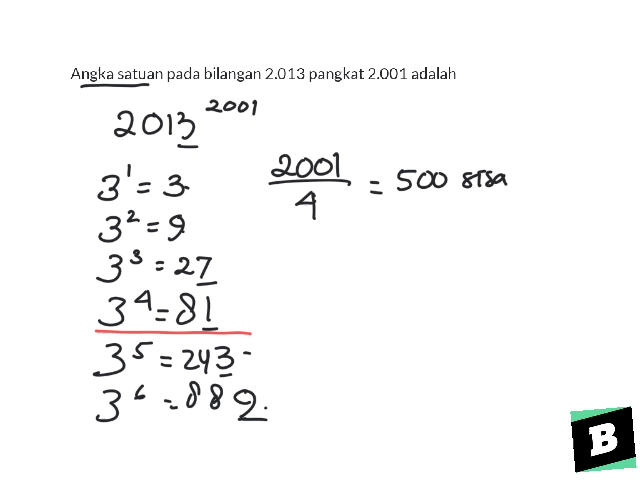 Angka satuan pada bilangan 2.013 pangkat 2.001 adalah
2013^2001
3^1 = 3
3^2 = 9
3^3 = 27
3^4 = 81
3^5 = 243
3^6 = 889.
2001/4 = 500 sisa
B